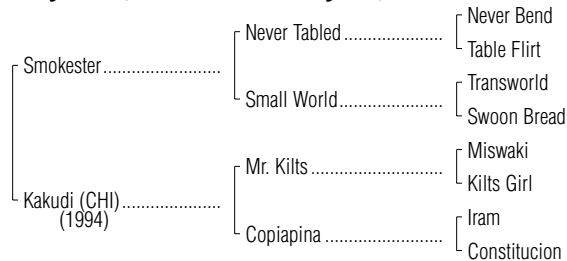 Never Bend
Never Tabled
Table Flirt
Smokester
Transworld
Small World
Swoon Bread
Miswaki
Mr. Kilts
Kilts Girl
Kakudi (CHI)
(1994)
Iram
Copiapina
Constitucion